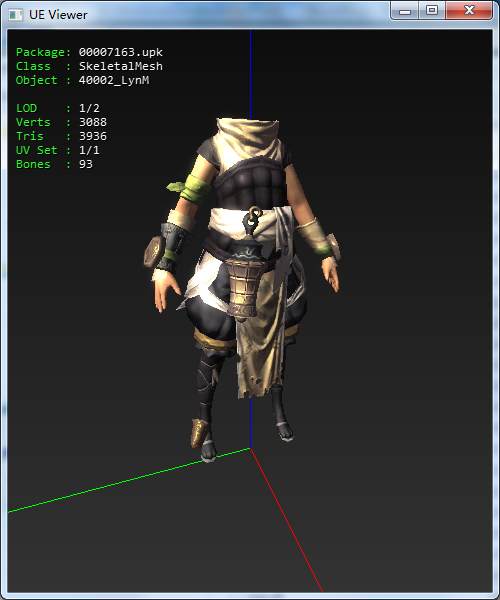 UE Viewer
Package: 00007163.upk
Class : SkeletalMesh
Object : 40002_LynM
LOD : 1/2
Verts : 3088
Tris : 3936
UV Set : 1/1
Bones : 93